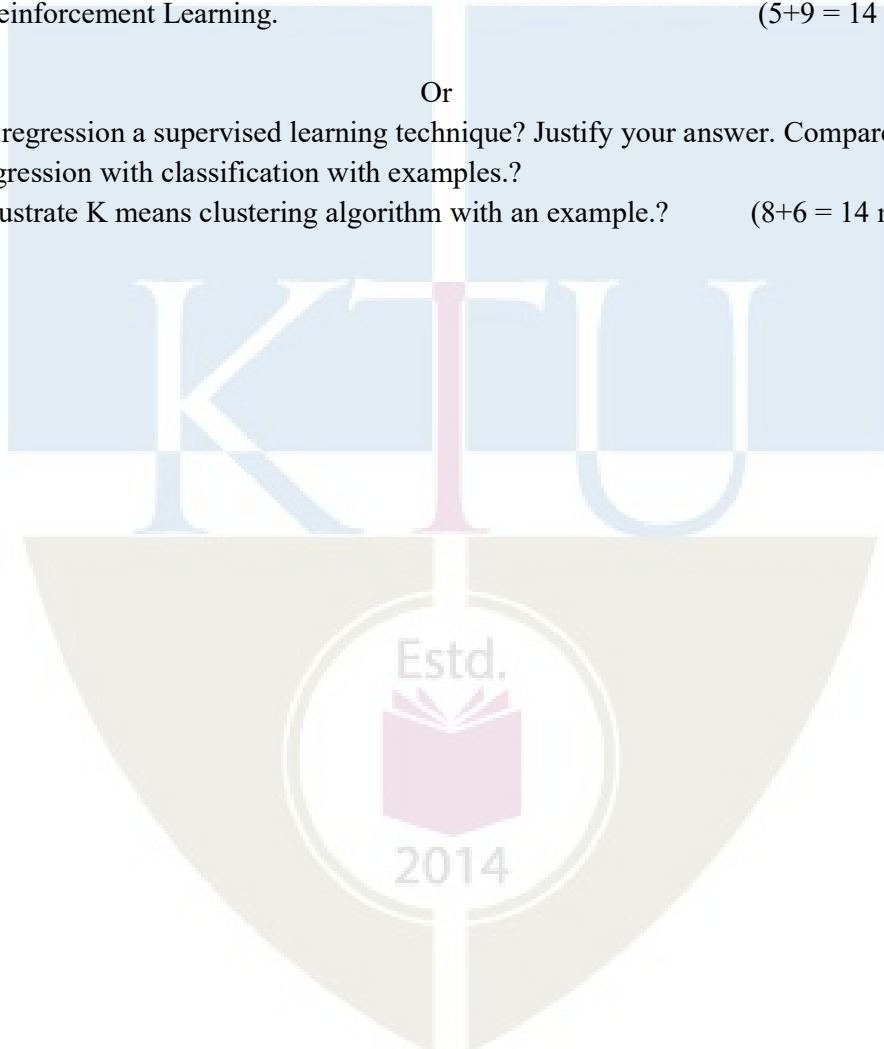 einforcement Learning. (5+9 = 14
Or
regression a supervised learning technique? Justify your answer. Compare
gression with classification with examples.?
ustrate K means clustering algorithm with an example.? (8+6 = 14
KTU
Estd.
2014